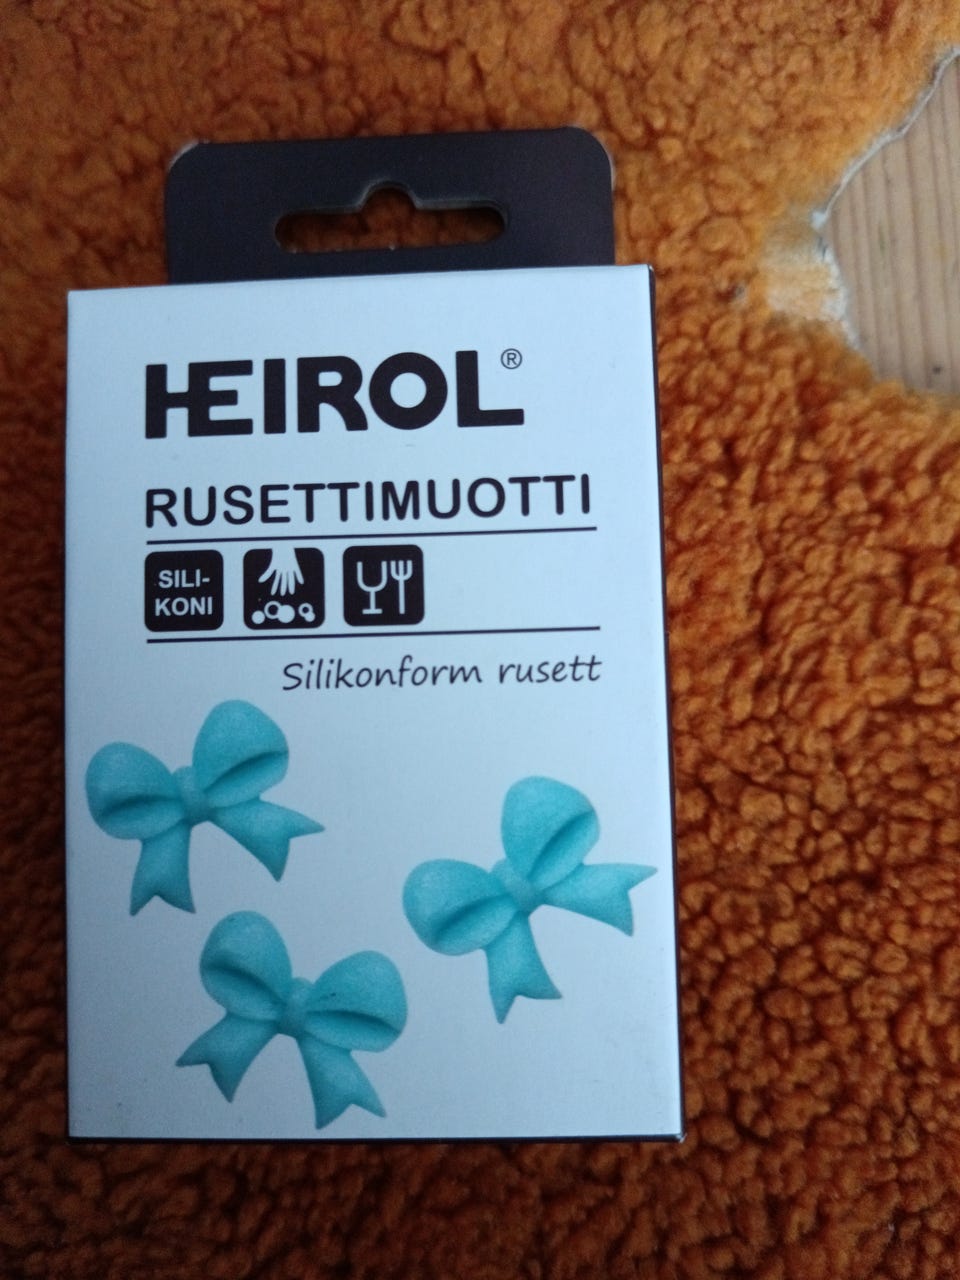 HEIROL®
RUSETTIMUOTTI
SILI-
KONI
Silikonform rusett